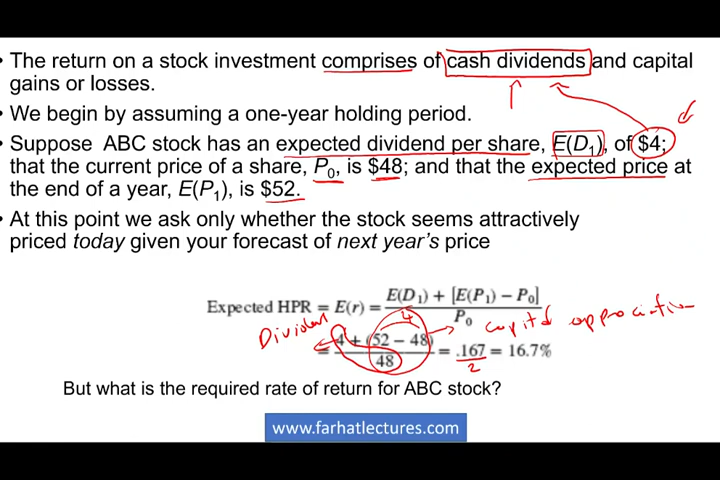 • The return on a stock investment comprises of cash dividends and capital
gains or losses.
• We begin by assuming a one-year holding period.
• Suppose ABC stock has an expected dividend per share, E(D₁), of $4;
that the current price of a share, P₀, is $48; and that the expected price at
the end of a year, E(P₁), is $52.
• At this point we ask only whether the stock seems attractively
priced today given your forecast of next year's price
Expected HPR = E(r) = E(D₁) + [E(P₁) − P₀] / P₀
4
Dividen
capital appreciation
= 4 + (52 − 48) / 48 = .167 = 16.7%
2
But what is the required rate of return for ABC stock?
www.farhatlectures.com